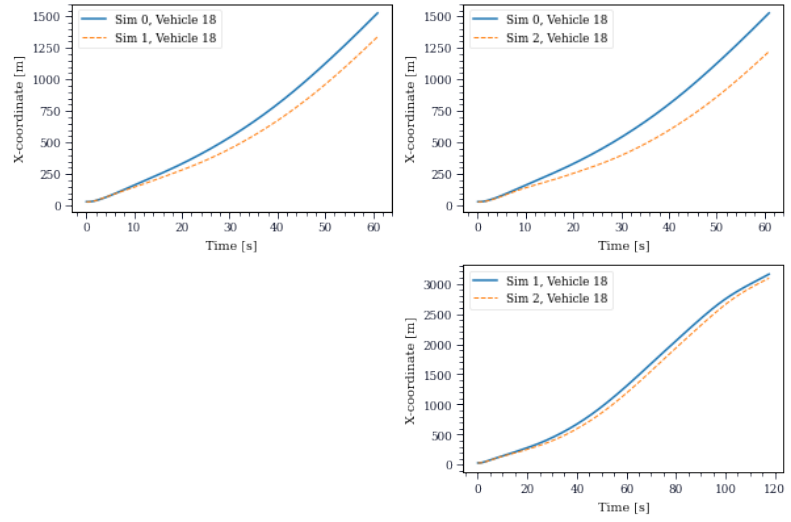 Sim 0, Vehicle 18
Sim 1, Vehicle 18
X-coordinate [m]
1500
1250
1000
750
500
250
0
0 10 20 30 40 50 60
Time [s]
Sim 0, Vehicle 18
Sim 2, Vehicle 18
X-coordinate [m]
1500
1250
1000
750
500
250
0
0 10 20 30 40 50 60
Time [s]
Sim 1, Vehicle 18
Sim 2, Vehicle 18
X-coordinate [m]
3000
2500
2000
1500
1000
500
0
0 20 40 60 80 100 120
Time [s]